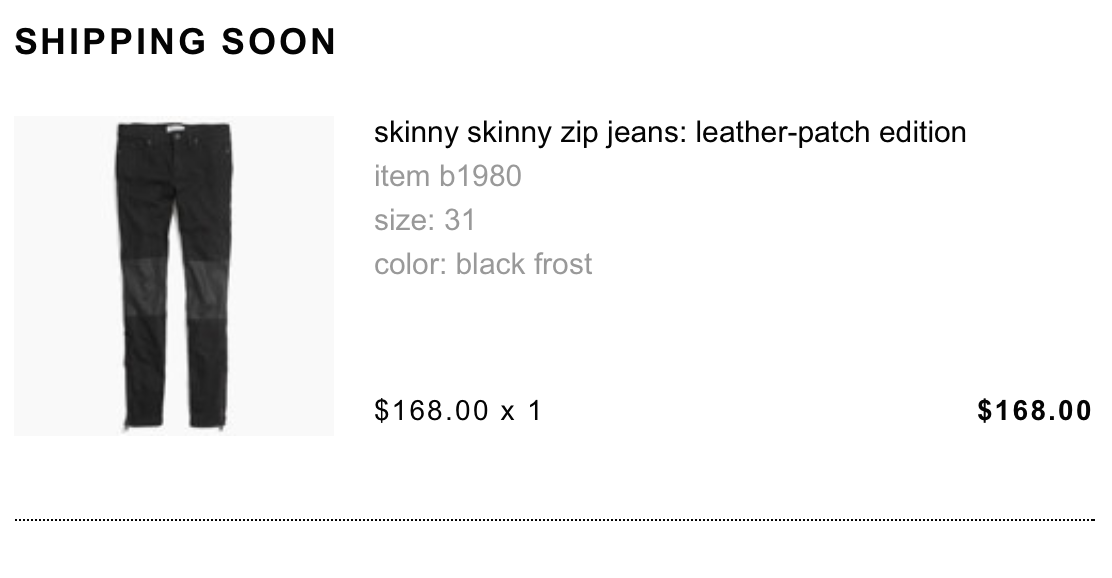 SHIPPING SOON
skinny skinny zip jeans: leather-patch edition
item b1980
size: 31
color: black frost
$168.00 x 1 $168.00